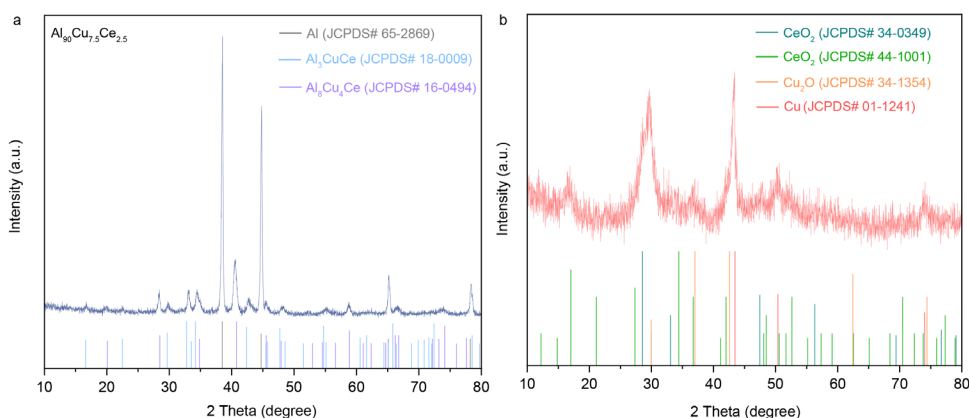 a
Al₉₀Cu₇.₅Ce₂.₅
Al (JCPDS# 65-2869)
Al₃CuCe (JCPDS# 18-0009)
Al₈Cu₄Ce (JCPDS# 16-0494)
Intensity (a.u.)
10 20 30 40 50 60 70 80
2 Theta (degree)
b
CeO₂ (JCPDS# 34-0349)
CeO₂ (JCPDS# 44-1001)
Cu₂O (JCPDS# 34-1354)
Cu (JCPDS# 01-1241)
Intensity (a.u.)
10 20 30 40 50 60 70 80
2 Theta (degree)